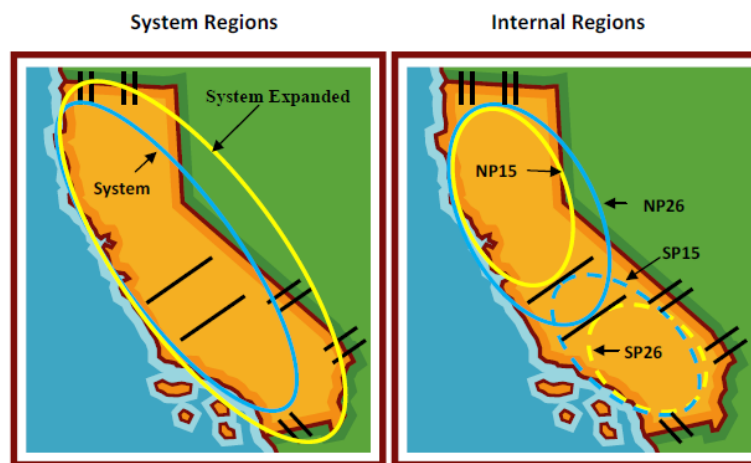 System Regions
Internal Regions
System Expanded
System
NP15
NP26
SP15
SP26